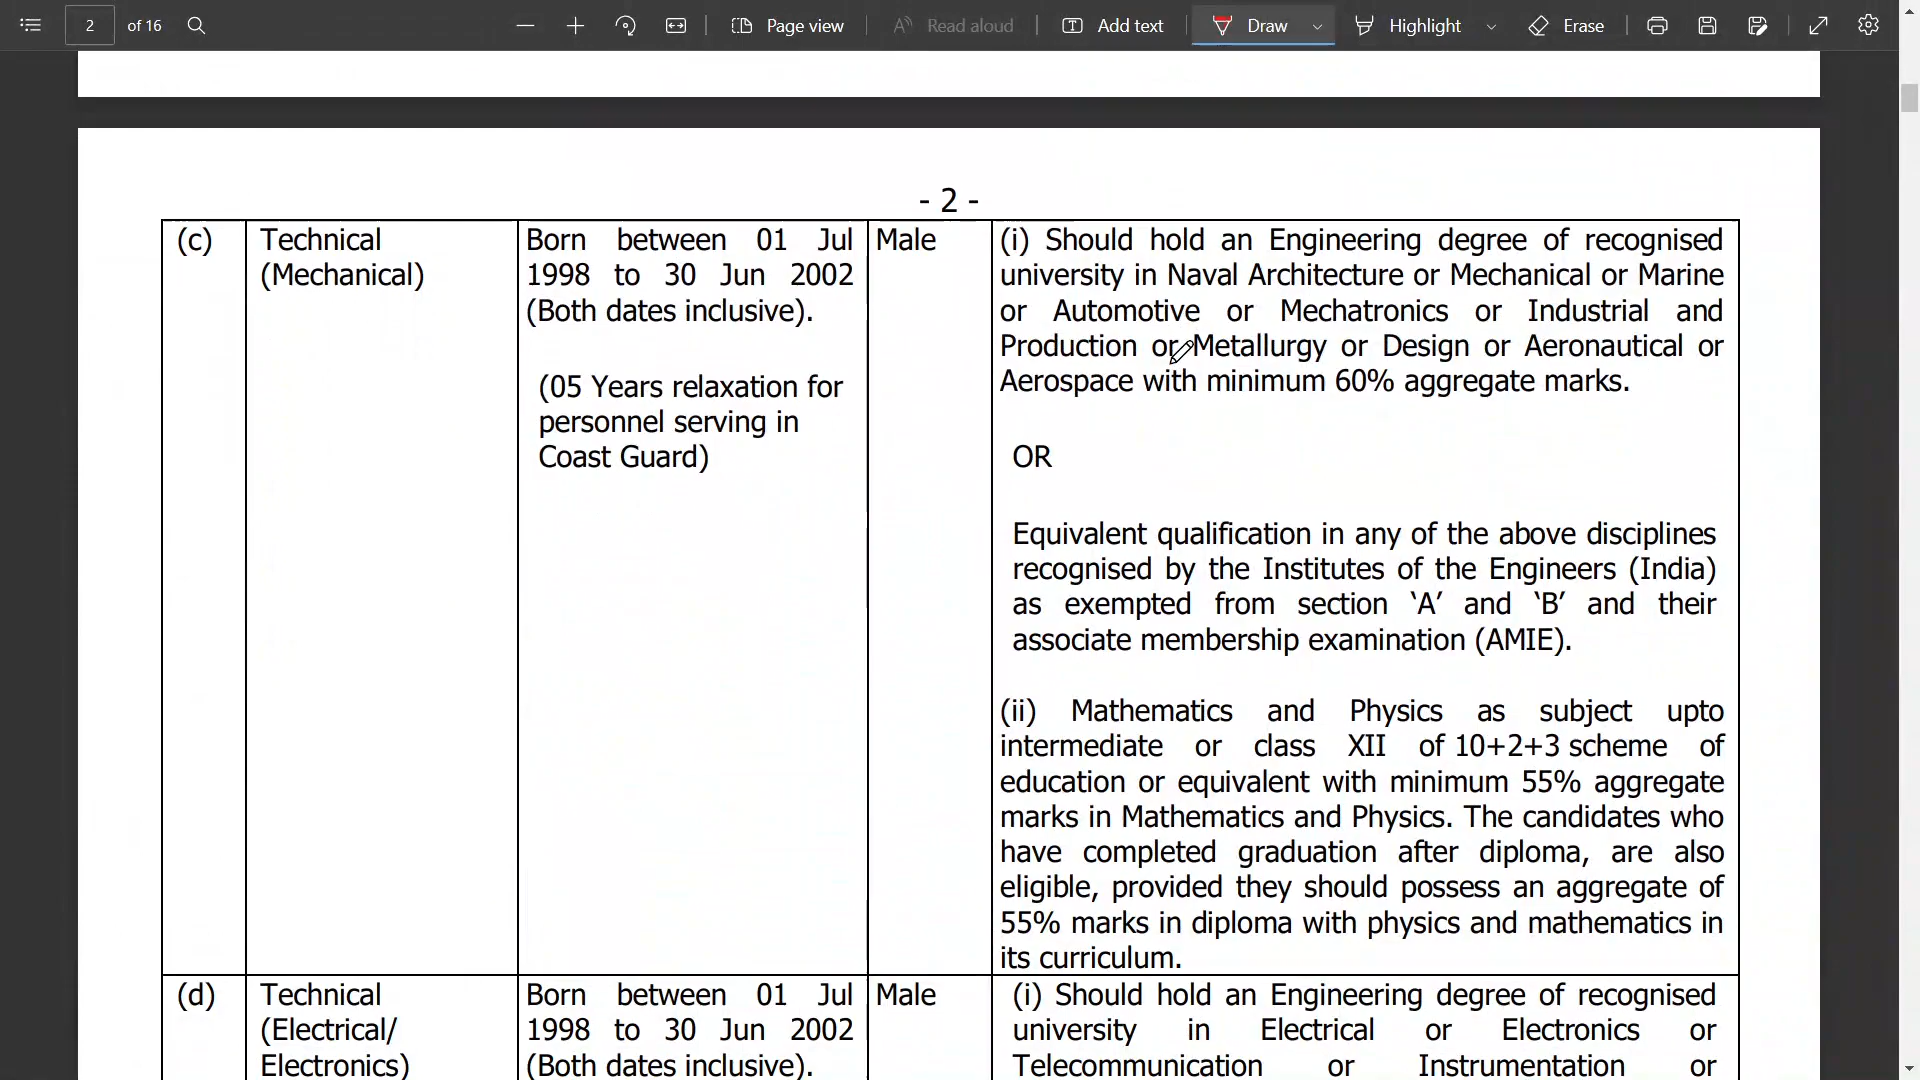 2 of 16 Page view Read aloud Add text Draw Highlight Erase
- 2 -
(c)
Technical
(Mechanical)
Born between 01 Jul
1998 to 30 Jun 2002
(Both dates inclusive).
(05 Years relaxation for
personnel serving in
Coast Guard)
Male
(i) Should hold an Engineering degree of recognised
university in Naval Architecture or Mechanical or Marine
or Automotive or Mechatronics or Industrial and
Production or Metallurgy or Design or Aeronautical or
Aerospace with minimum 60% aggregate marks.
OR
Equivalent qualification in any of the above disciplines
recognised by the Institutes of the Engineers (India)
as exempted from section ‘A’ and ‘B’ and their
associate membership examination (AMIE).
(ii) Mathematics and Physics as subject upto
intermediate or class XII of 10+2+3 scheme of
education or equivalent with minimum 55% aggregate
marks in Mathematics and Physics. The candidates who
have completed graduation after diploma, are also
eligible, provided they should possess an aggregate of
55% marks in diploma with physics and mathematics in
its curriculum.
(d)
Technical
(Electrical/
Electronics)
Born between 01 Jul
1998 to 30 Jun 2002
(Both dates inclusive).
Male
(i) Should hold an Engineering degree of recognised
university in Electrical or Electronics or
Telecommunication or Instrumentation or